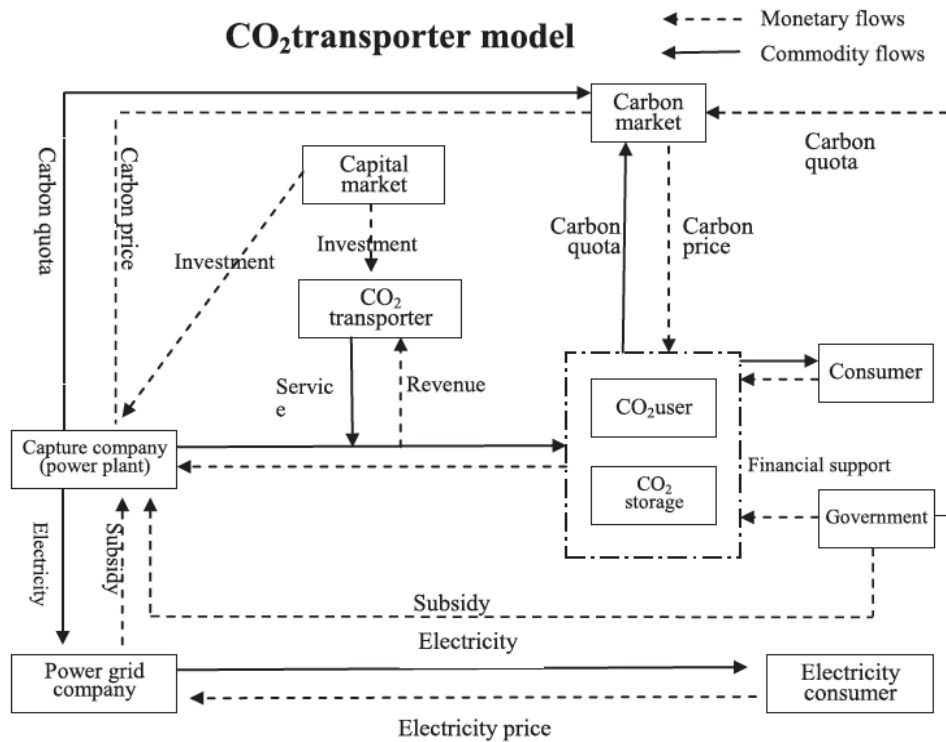 CO₂transporter model
Monetary flows
Commodity flows
Carbon
market
Carbon
quota
Carbon quota
Carbon price
Capital
market
Investment
Investment
Carbon
quota
Carbon
price
CO₂
transporter
Servic
e
Revenue
Consumer
CO₂user
CO₂
storage
Financial support
Government
Capture company
(power plant)
Electricity
Subsidy
Subsidy
Electricity
Power grid
company
Electricity
consumer
Electricity price